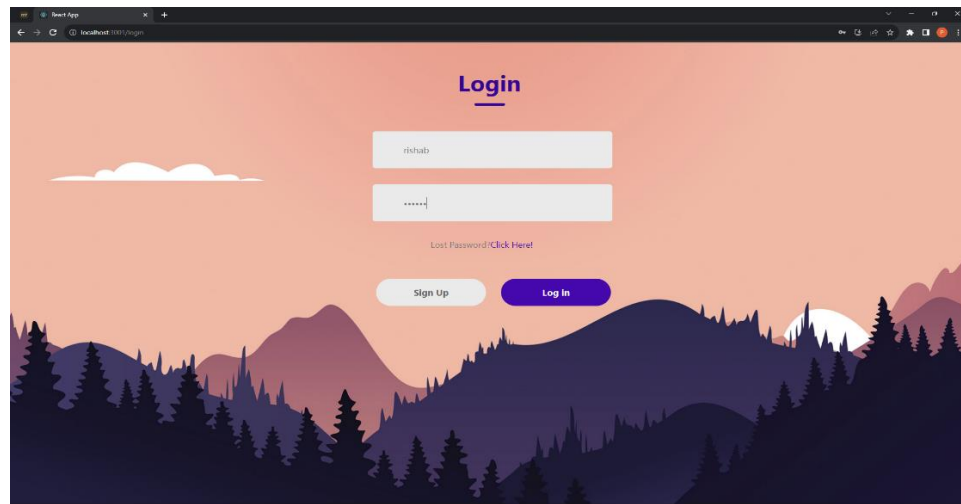 React App
localhost:3001/login
Login
rishab
••••••
Lost Password?Click Here!
Sign Up
Log in